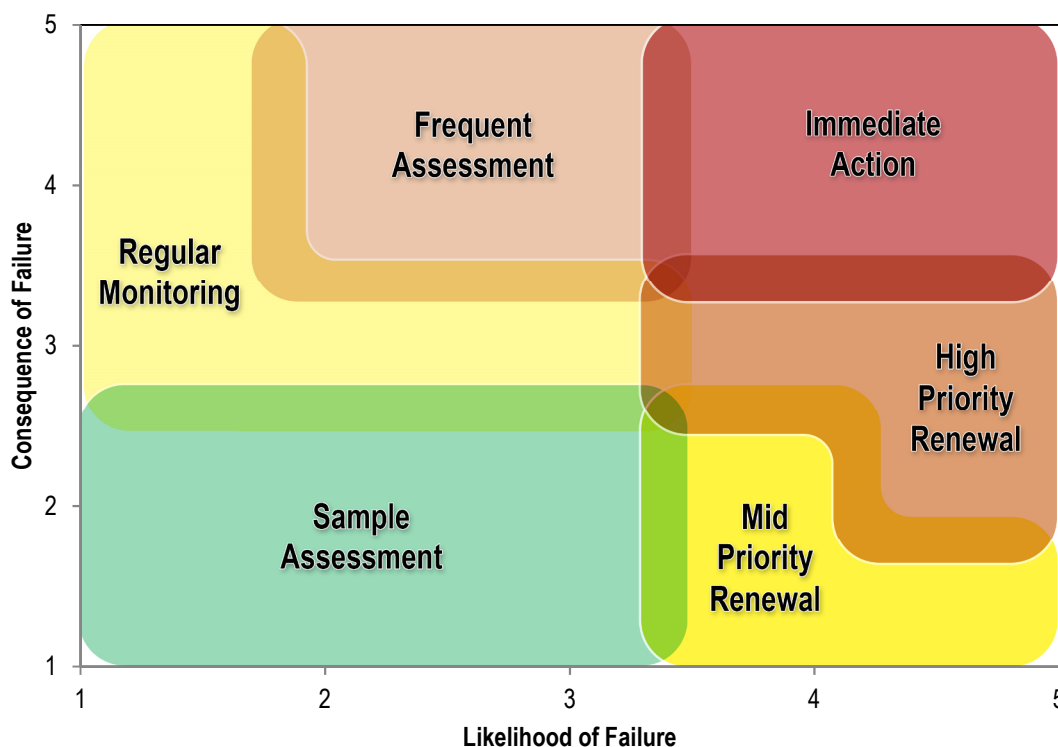 5
4
3
2
1
Consequence of Failure
Frequent
Assessment
Immediate
Action
Regular
Monitoring
High
Priority
Renewal
Sample
Assessment
Mid
Priority
Renewal
1
2
3
4
5
Likelihood of Failure